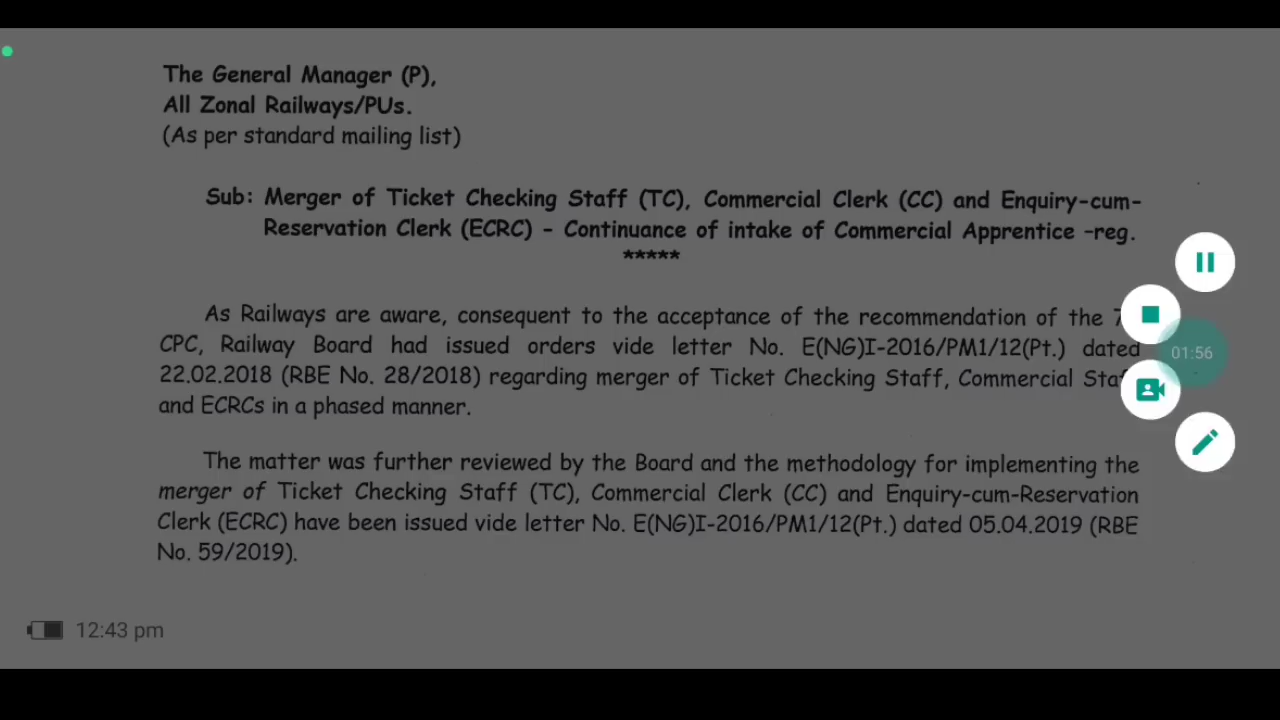 The General Manager (P),
All Zonal Railways/PUs.
(As per standard mailing list)
Sub: Merger of Ticket Checking Staff (TC), Commercial Clerk (CC) and Enquiry-cum-
Reservation Clerk (ECRC) - Continuance of intake of Commercial Apprentice -reg.
*****
As Railways are aware, consequent to the acceptance of the recommendation of the
CPC, Railway Board had issued orders vide letter No. E(NG)I-2016/PM1/12(Pt.) dated
22.02.2018 (RBE No. 28/2018) regarding merger of Ticket Checking Staff, Commercial
and ECRCs in a phased manner.
The matter was further reviewed by the Board and the methodology for implementing the
merger of Ticket Checking Staff (TC), Commercial Clerk (CC) and Enquiry-cum-Reservation
Clerk (ECRC) have been issued vide letter No. E(NG)I-2016/PM1/12(Pt.) dated 05.04.2019 (RBE
No. 59/2019).
01:56
12:43 pm